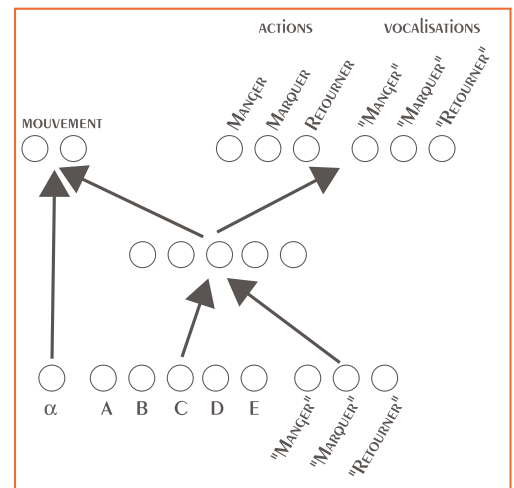 ACTIONS VOCALISATIONS
MANGER MARQUER RETOURNER "MANGER" "MARQUER" "RETOURNER"
MOUVEMENT
α A B C D E
"MANGER" "MARQUER" "RETOURNER"